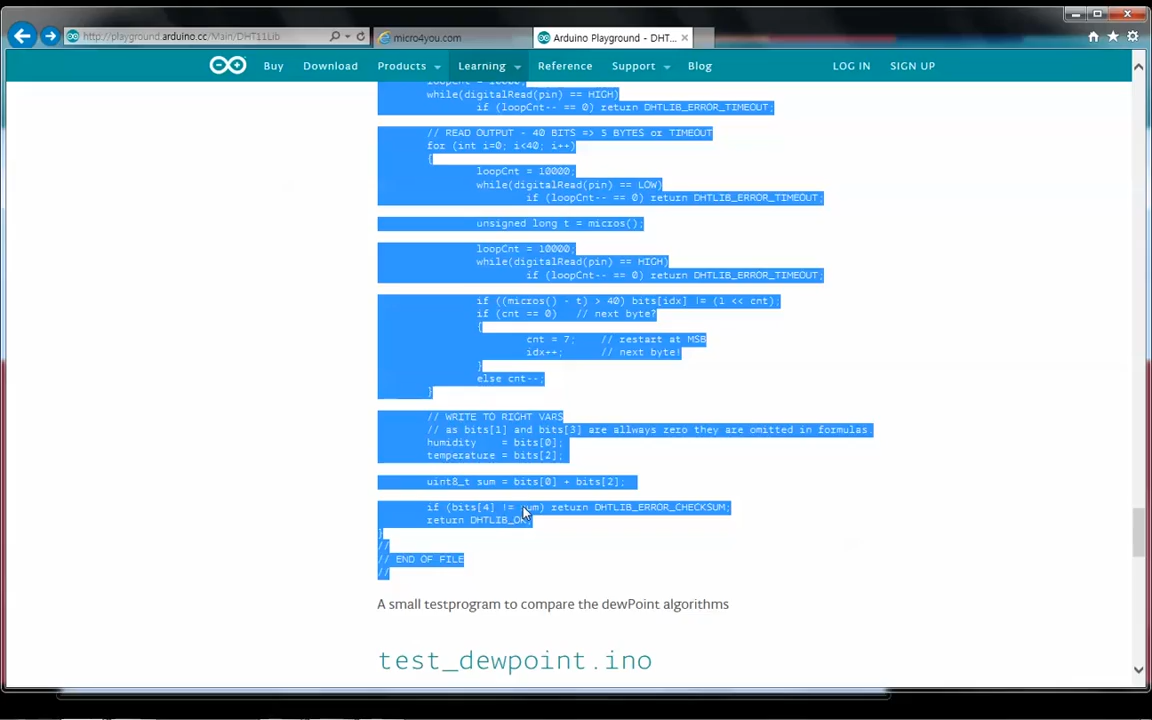 http://playground.arduino.cc/Main/DHT11Lib
micro4you.com
Arduino Playground - DHT...
Buy Download Products Learning Reference Support Blog LOG IN SIGN UP
loopCnt = 10000;
while(digitalRead(pin) == HIGH)
if (loopCnt-- == 0) return DHTLIB_ERROR_TIMEOUT;
// READ OUTPUT - 40 BITS => 5 BYTES or TIMEOUT
for (int i=0; i<40; i++)
{
loopCnt = 10000;
while(digitalRead(pin) == LOW)
if (loopCnt-- == 0) return DHTLIB_ERROR_TIMEOUT;
unsigned long t = micros();
loopCnt = 10000;
while(digitalRead(pin) == HIGH)
if (loopCnt-- == 0) return DHTLIB_ERROR_TIMEOUT;
if ((micros() - t) > 40) bits[idx] |= (1 << cnt);
if (cnt == 0) // next byte?
{
cnt = 7; // restart at MSB
idx++; // next byte!
}
else cnt--;
}
// WRITE TO RIGHT VARS
// as bits[1] and bits[3] are allways zero they are omitted in formulas.
humidity = bits[0];
temperature = bits[2];
uint8_t sum = bits[0] + bits[2];
if (bits[4] != sum) return DHTLIB_ERROR_CHECKSUM;
return DHTLIB_OK;
}
//
// END OF FILE
//
A small testprogram to compare the dewPoint algorithms
test_dewpoint.ino